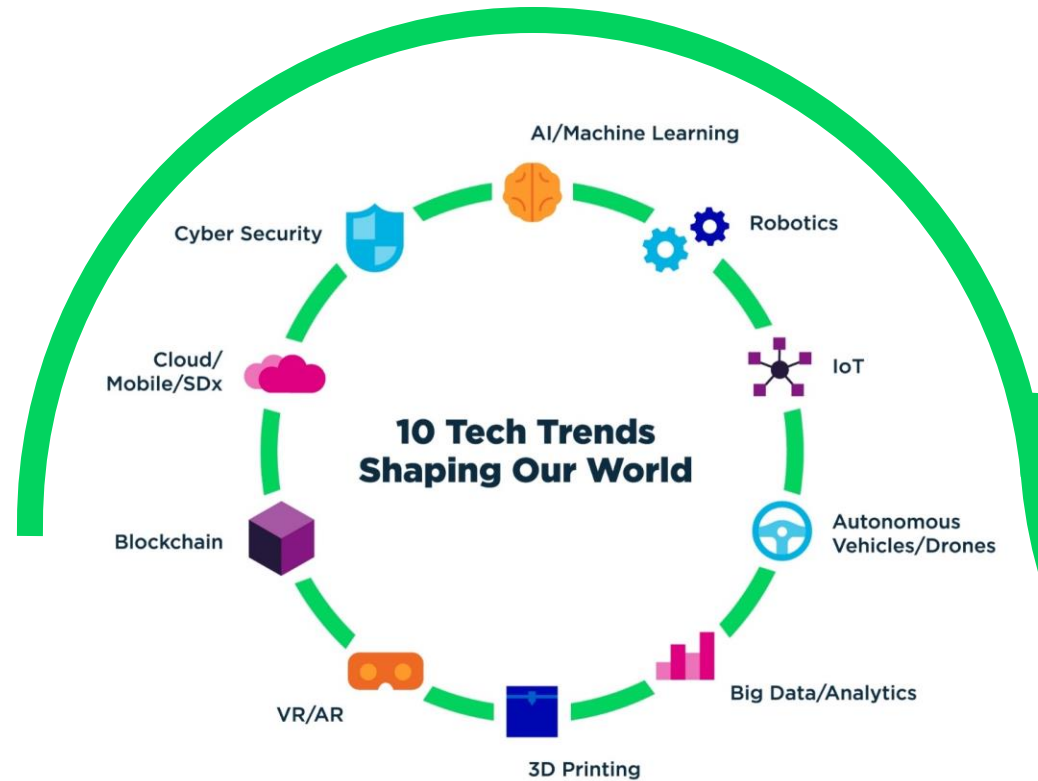 10 Tech Trends
Shaping Our World
AI/Machine Learning
Robotics
IoT
Autonomous
Vehicles/Drones
Big Data/Analytics
3D Printing
VR/AR
Blockchain
Cloud/
Mobile/SDx
Cyber Security